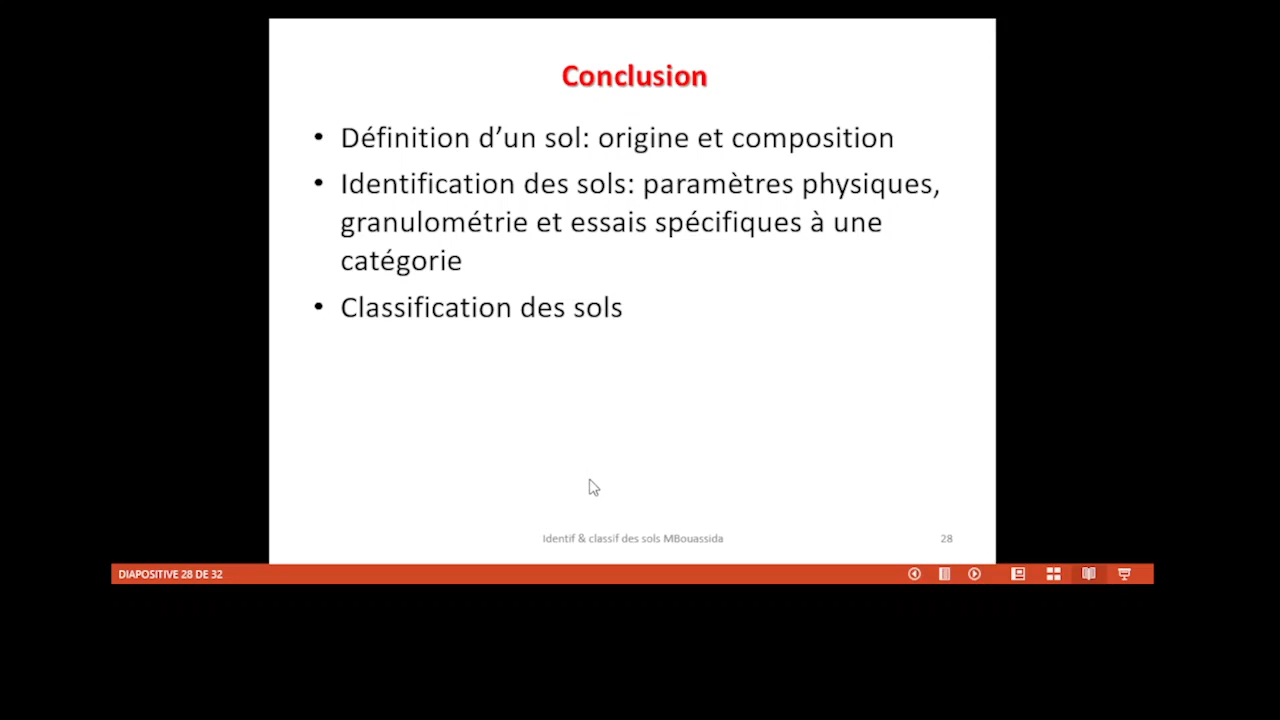 Conclusion
• Définition d’un sol: origine et composition
• Identification des sols: paramètres physiques,
granulométrie et essais spécifiques à une
catégorie
• Classification des sols
Identif & classif des sols MBouassida
28
DIAPOSITIVE 28 DE 32